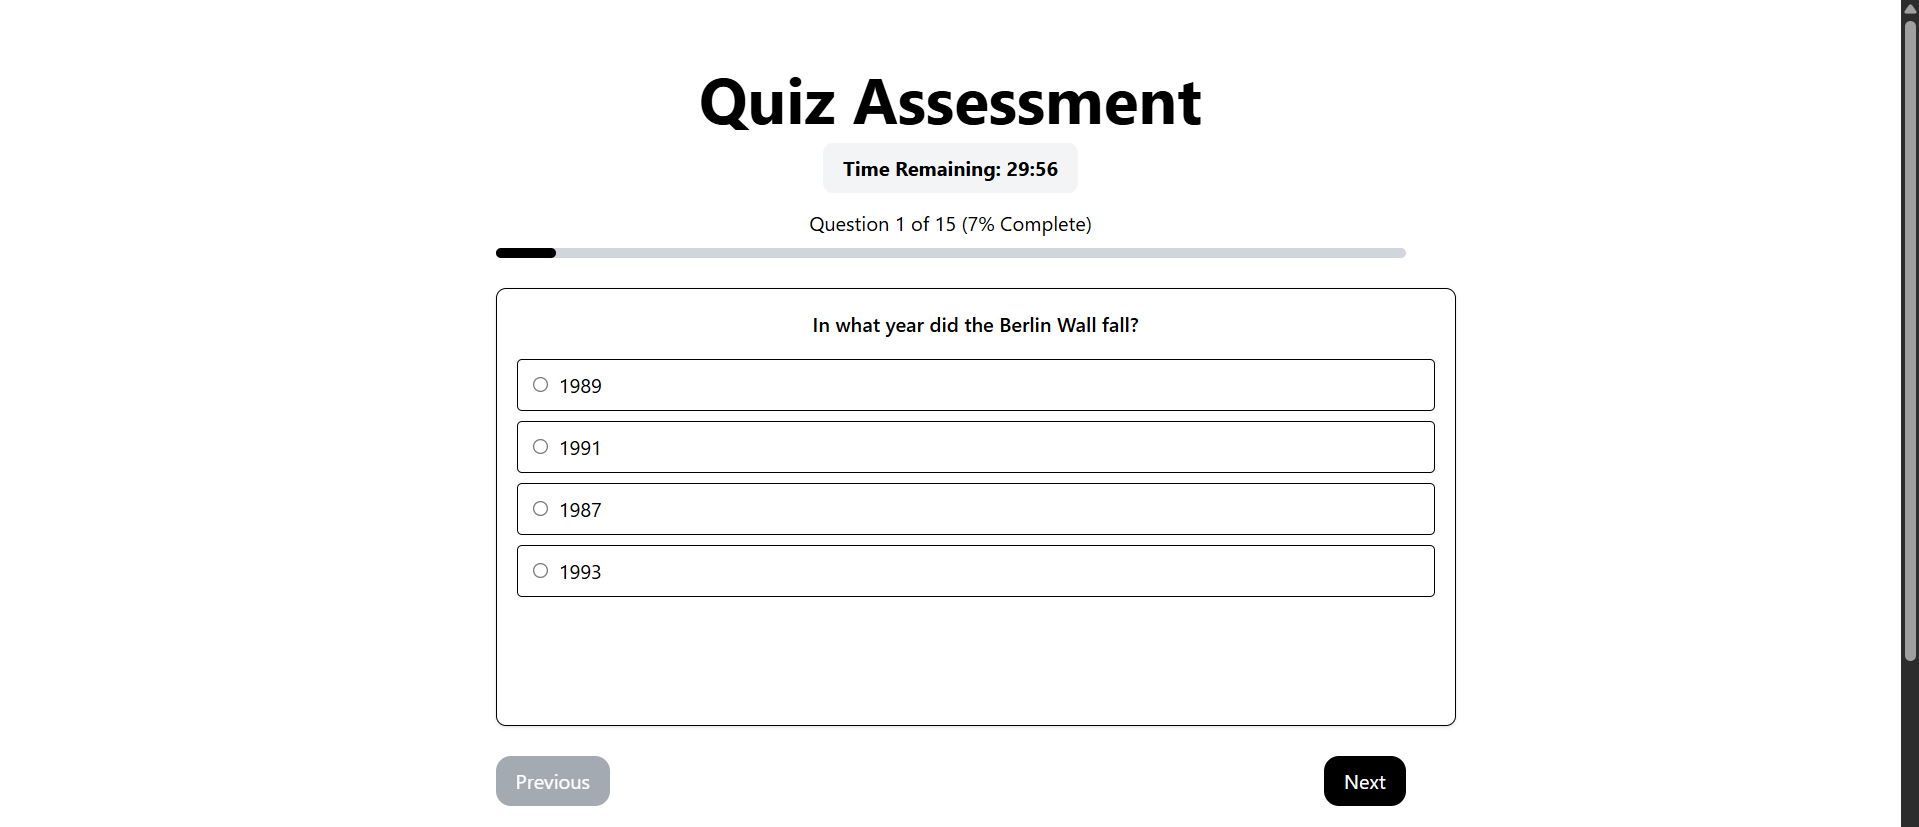 Quiz Assessment
Time Remaining: 29:56
Question 1 of 15 (7% Complete)
In what year did the Berlin Wall fall?
1989
1991
1987
1993
Previous
Next